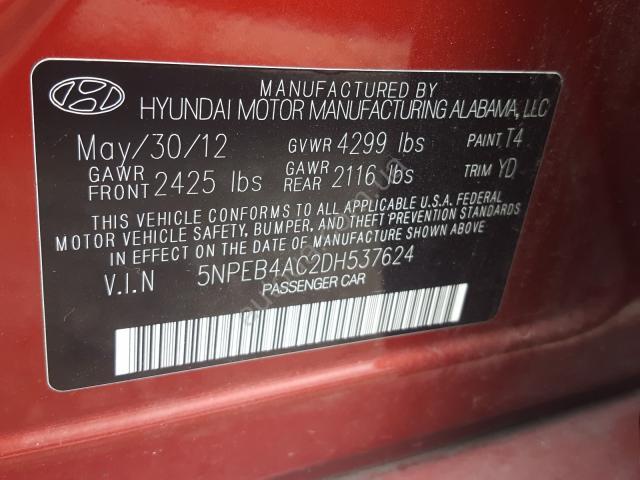 MANUFACTURED BY
HYUNDAI MOTOR MANUFACTURING ALABAMA, LLC
May/30/12 GVWR 4299 lbs PAINT T4
GAWR FRONT 2425 lbs GAWR REAR 2116 lbs TRIM YD
THIS VEHICLE CONFORMS TO ALL APPLICABLE U.S.A. FEDERAL
MOTOR VEHICLE SAFETY, BUMPER, AND THEFT PREVENTION STANDARDS
IN EFFECT ON THE DATE OF MANUFACTURE SHOWN ABOVE.
V.I.N 5NPEB4AC2DH537624
PASSENGER CAR